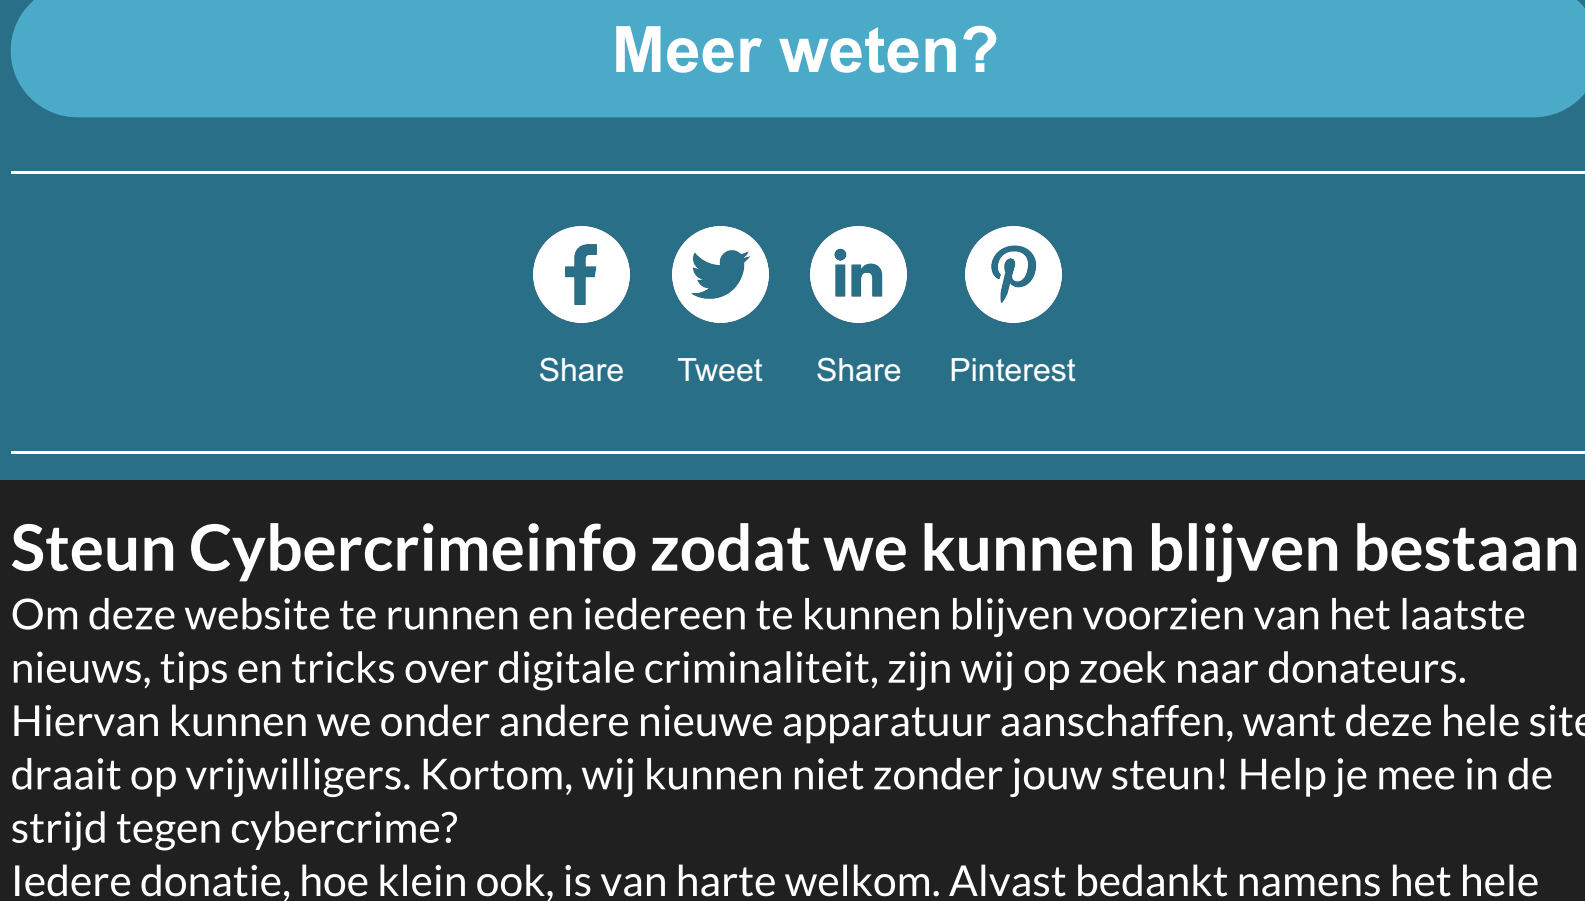 Meer weten?
Share Tweet Share Pinterest
Steun Cybercrimeinfo zodat we kunnen blijven bestaan
Om deze website te runnen en iedereen te kunnen blijven voorzien van het laatste
nieuws, tips en tricks over digitale criminaliteit, zijn wij op zoek naar donateurs.
Hiervan kunnen we onder andere nieuwe apparatuur aanschaffen, want deze hele site
draait op vrijwilligers. Kortom, wij kunnen niet zonder jouw steun! Help je mee in de
strijd tegen cybercrime?
Iedere donatie, hoe klein ook, is van harte welkom. Alvast bedankt namens het hele